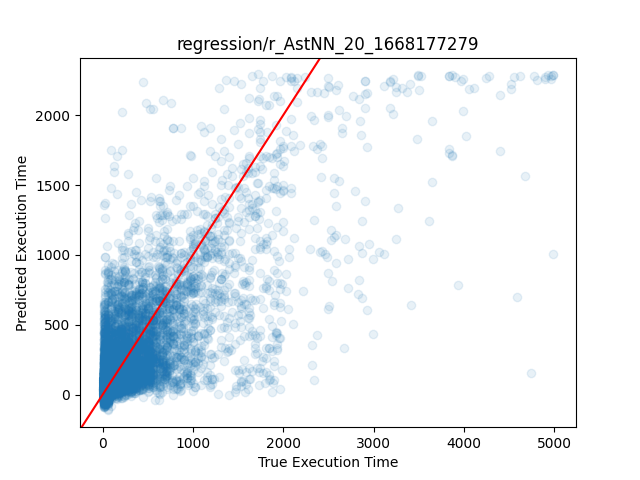 regression/r_AstNN_20_1668177279
Predicted Execution Time
2000
1500
1000
500
0
0 1000 2000 3000 4000 5000
True Execution Time